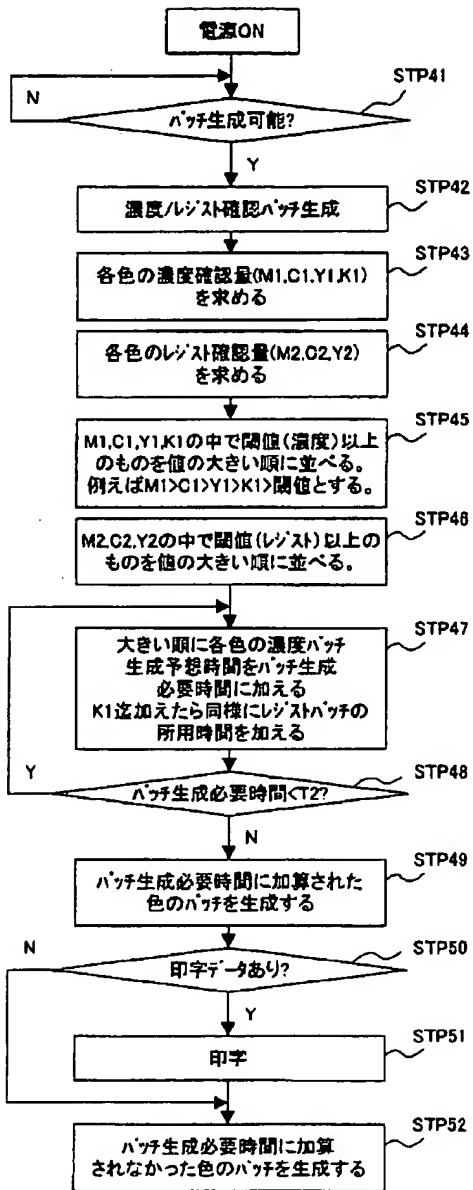 電源ON
STP41
N
パッチ生成可能?
Y
STP42
濃度/レジスト確認パッチ生成
STP43
各色の濃度確認量(M1,C1,Y1,K1)
を求める
STP44
各色のレジスト確認量(M2,C2,Y2)
を求める
STP45
M1,C1,Y1,K1の中で閾値(濃度)以上
のものを値の大きい順に並べる。
例えばM1>C1>Y1>K1>閾値とする。
STP46
M2,C2,Y2の中で閾値(レジスト)以上の
ものを値の大きい順に並べる。
STP47
大きい順に各色の濃度パッチ
生成予想時間をパッチ生成
必要時間に加える
K1迄加えたら同様にレジストパッチの
所用時間を加える
Y
STP48
パッチ生成必要時間<T2?
N
STP49
パッチ生成必要時間に加算された
色のパッチを生成する
N
STP50
印字データあり?
Y
STP51
印字
STP52
パッチ生成必要時間に加算
されなかった色のパッチを生成する